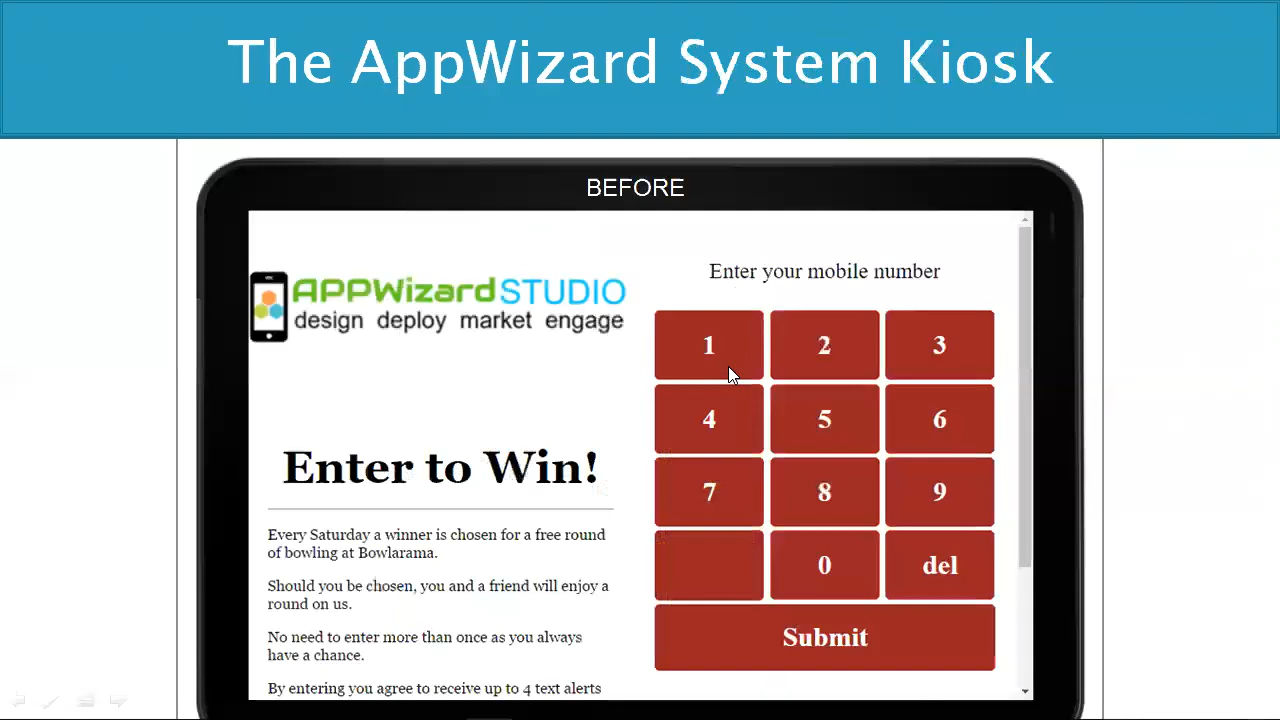 The AppWizard System Kiosk
BEFORE
APPWizardSTUDIO
design deploy market engage
Enter to Win!
Every Saturday a winner is chosen for a free round
of bowling at Bowlarama.
Should you be chosen, you and a friend will enjoy a
round on us.
No need to enter more than once as you always
have a chance.
By entering you agree to receive up to 4 text alerts
Enter your mobile number
1 2 3
4 5 6
7 8 9
0 del
Submit